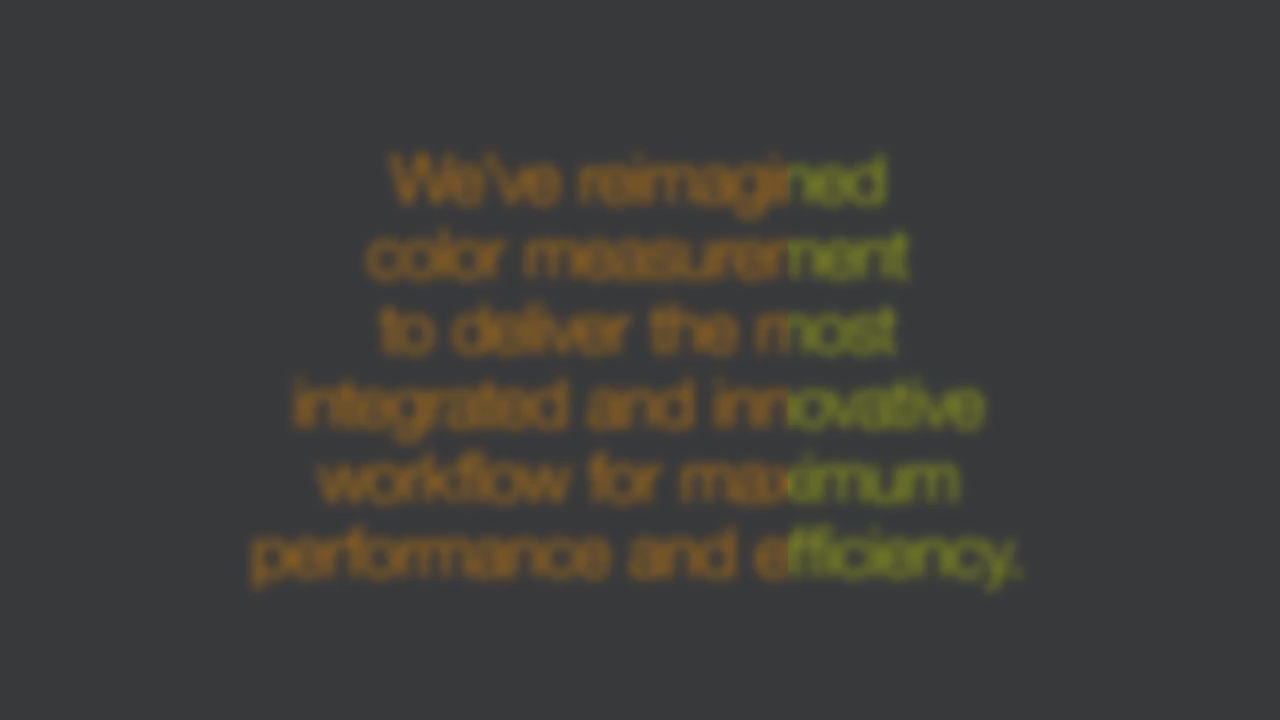 We've reimagined
color measurement
to deliver the most
integrated and innovative
workflow for maximum
performance and efficiency.